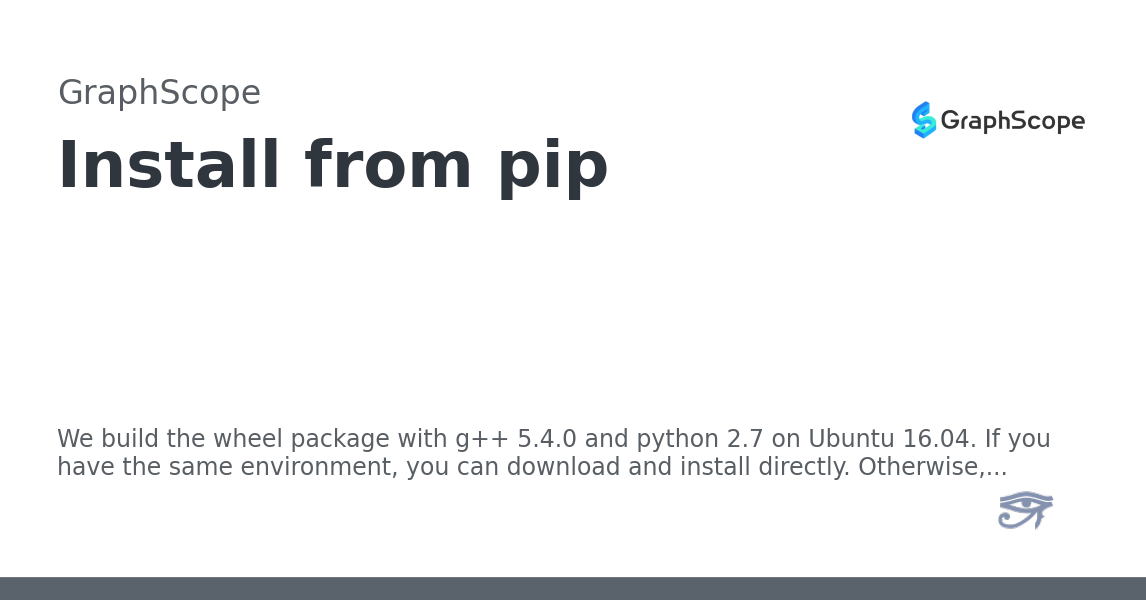 GraphScope
GraphScope
Install from pip
We build the wheel package with g++ 5.4.0 and python 2.7 on Ubuntu 16.04. If you
have the same environment, you can download and install directly. Otherwise,...